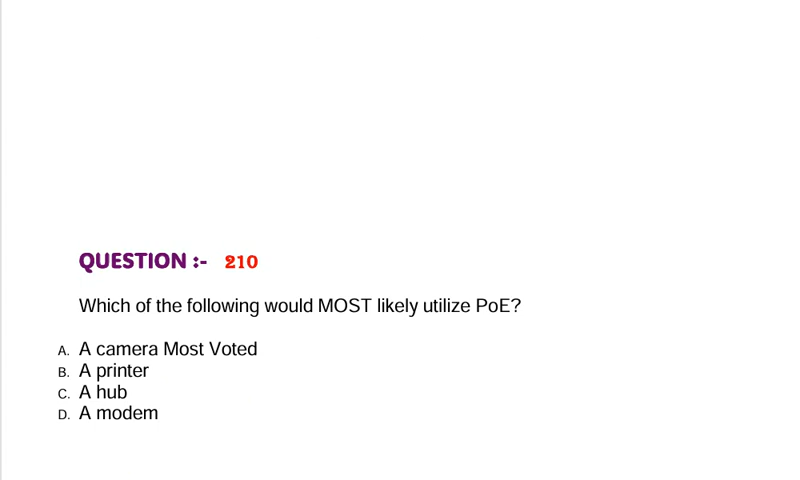 QUESTION :- 210
Which of the following would MOST likely utilize PoE?
A. A camera Most Voted
B. A printer
C. A hub
D. A modem